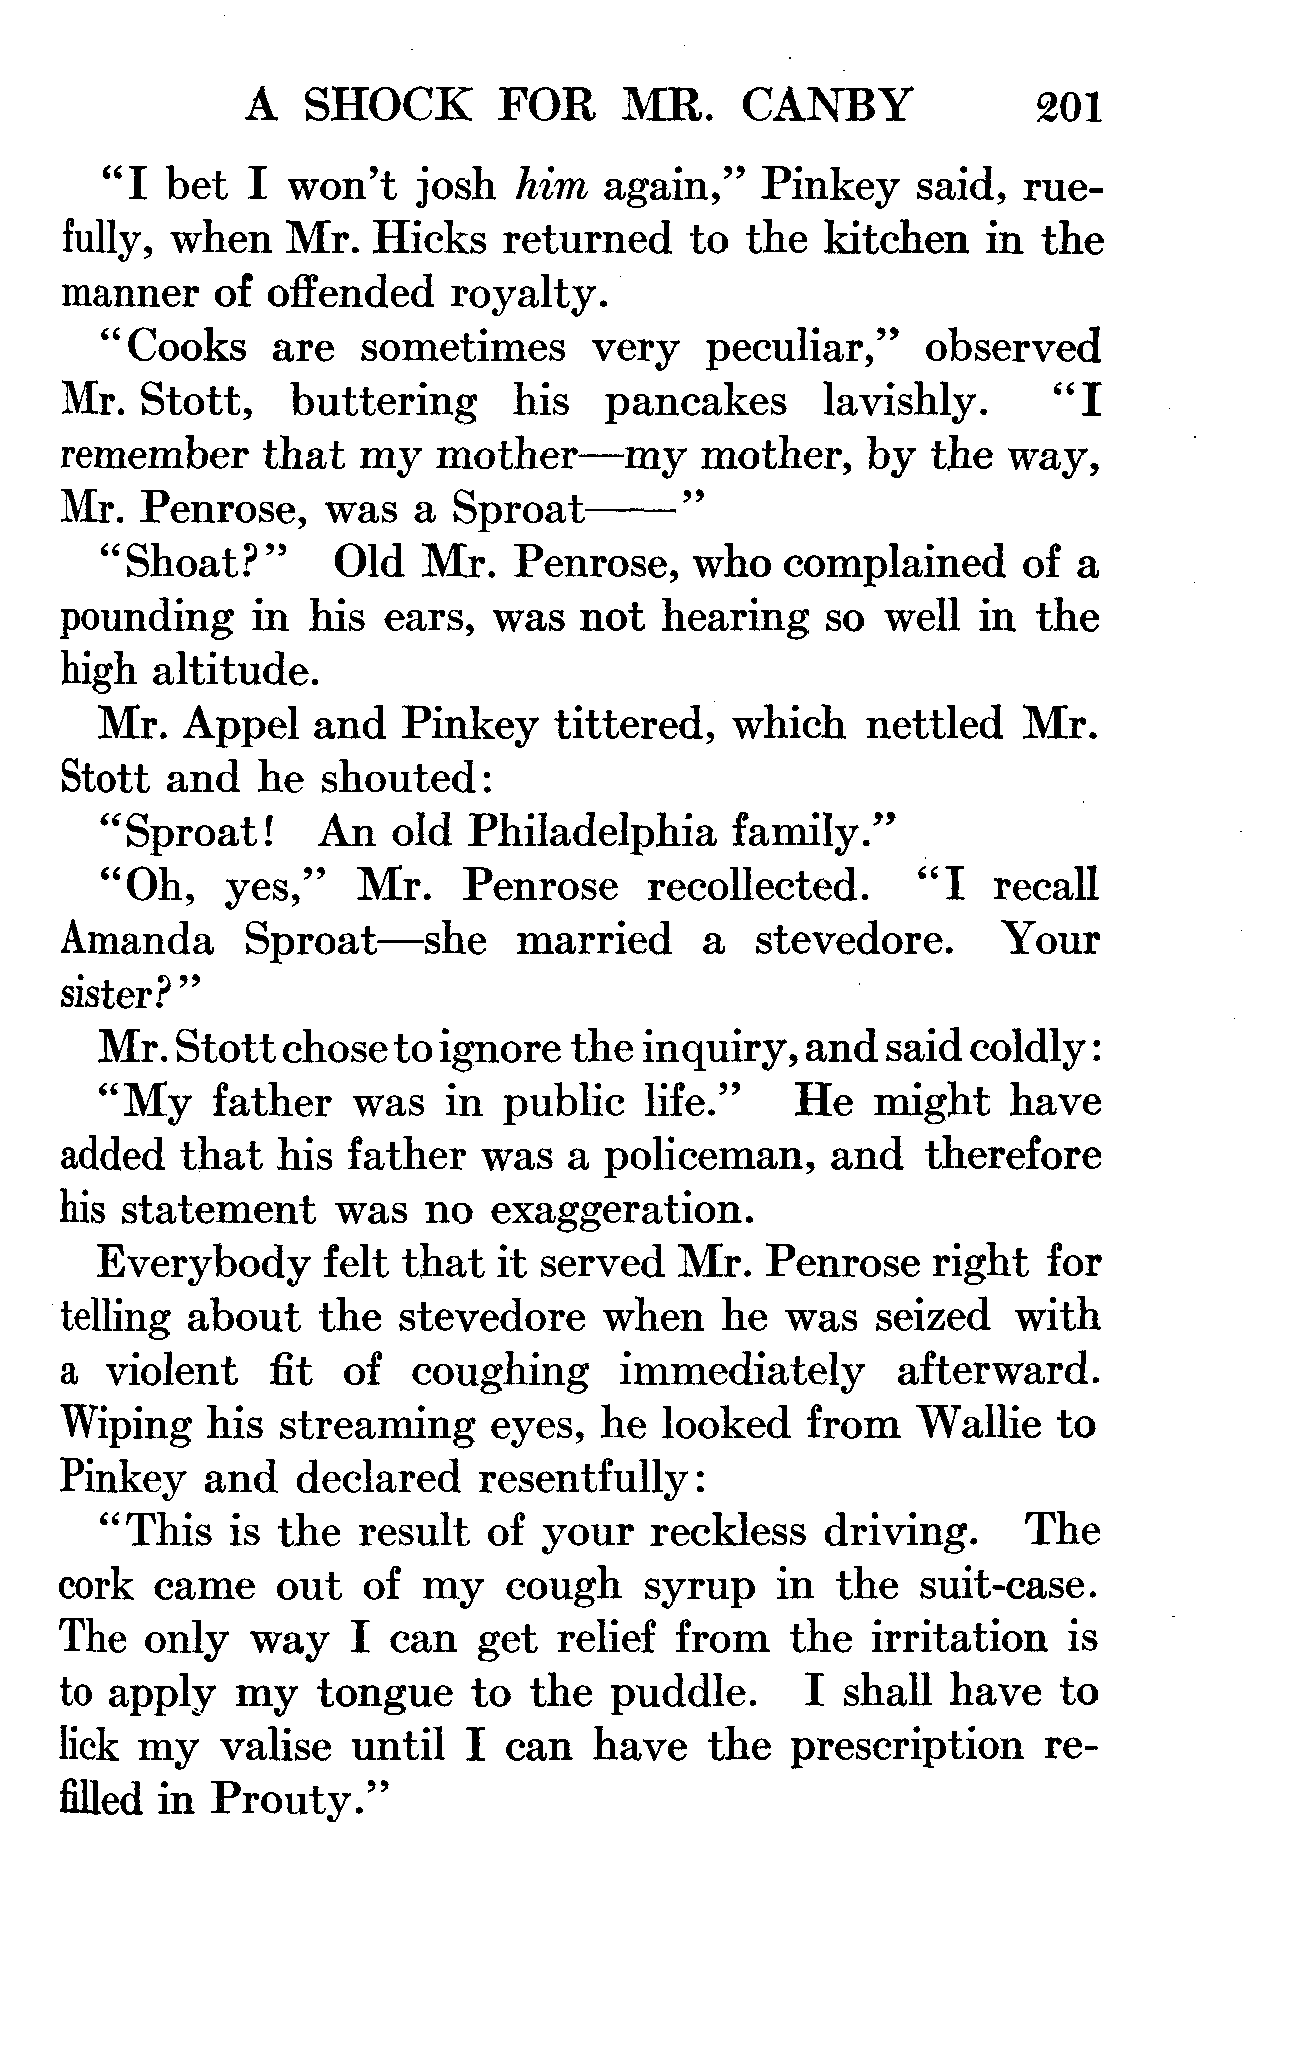 A SHOCK FOR MR. CANBY 201
“I bet I won’t josh him again,” Pinkey said, rue-
fully, when Mr. Hicks returned to the kitchen in the
manner of offended royalty.
“Cooks are sometimes very peculiar,” observed
Mr. Stott, buttering his pancakes lavishly. “I
remember that my mother—my mother, by the way,
Mr. Penrose, was a Sproat——”
“Shoat?” Old Mr. Penrose, who complained of a
pounding in his ears, was not hearing so well in the
high altitude.
Mr. Appel and Pinkey tittered, which nettled Mr.
Stott and he shouted:
“Sproat! An old Philadelphia family.”
“Oh, yes,” Mr. Penrose recollected. “I recall
Amanda Sproat—she married a stevedore. Your
sister?”
Mr. Stott chose to ignore the inquiry, and said coldly:
“My father was in public life.” He might have
added that his father was a policeman, and therefore
his statement was no exaggeration.
Everybody felt that it served Mr. Penrose right for
telling about the stevedore when he was seized with
a violent fit of coughing immediately afterward.
Wiping his streaming eyes, he looked from Wallie to
Pinkey and declared resentfully:
“This is the result of your reckless driving. The
cork came out of my cough syrup in the suit-case.
The only way I can get relief from the irritation is
to apply my tongue to the puddle. I shall have to
lick my valise until I can have the prescription re-
filled in Prouty.”